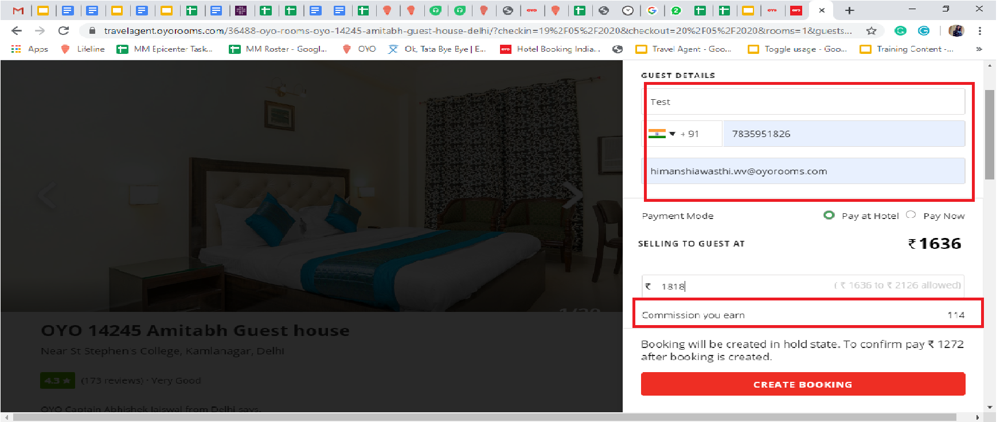 travelagent.oyorooms.com/36488-oyo-rooms-oyo-14245-amitabh-guest-house-delhi/?checkin=19%2F05%2F2020&checkout=20%2F05%2F2020&rooms=1&guests...
Apps Lifeline MM Epicenter Task... MM Roster - Googl... OYO Ok, Tata Bye Bye | E... OYO Hotel Booking India... Travel Agent - Goo... Toggle usage - Goo... Training Content -... »
GUEST DETAILS
Test
+ 91 7835951826
himanshiawasthi.wv@oyorooms.com
Payment Mode Pay at Hotel Pay Now
SELLING TO GUEST AT ₹1636
₹ 1818 ( ₹ 1636 to ₹ 2126 allowed)
Commission you earn 114
Booking will be created in hold state. To confirm pay ₹ 1272
after booking is created.
CREATE BOOKING
OYO 14245 Amitabh Guest house
Near St Stephen's College, Kamlanagar, Delhi
4.3 ★ (173 reviews) · Very Good
OYO Captain Abhishek Jaiswal from Delhi says.